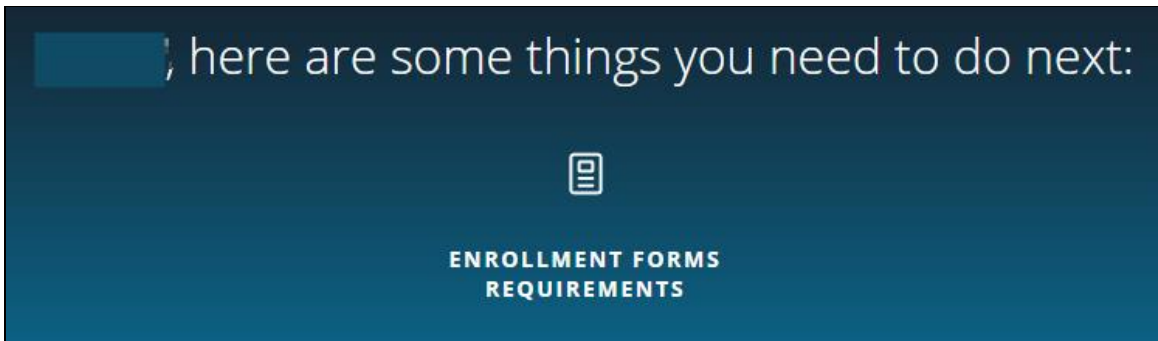 , here are some things you need to do next:
ENROLLMENT FORMS
REQUIREMENTS